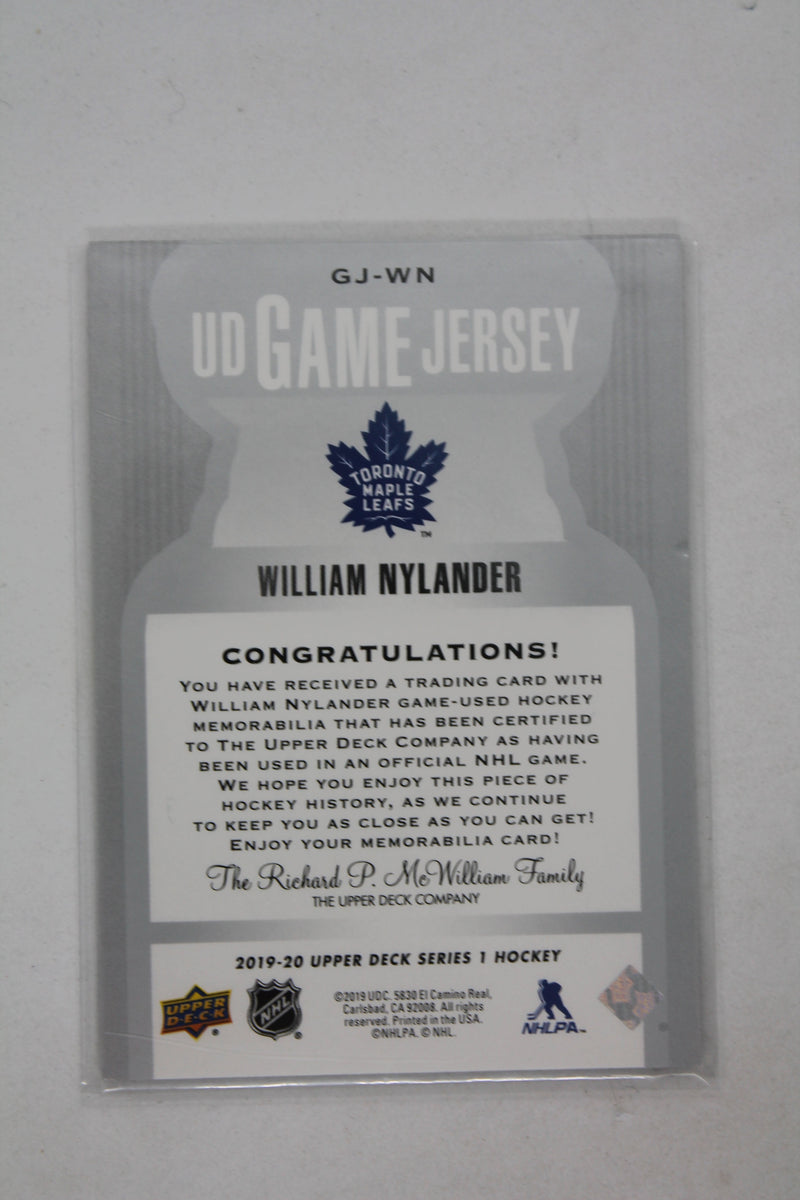 GJ-WN
UD GAME JERSEY
TORONTO
MAPLE
LEAFS
TM
WILLIAM NYLANDER
CONGRATULATIONS!
YOU HAVE RECEIVED A TRADING CARD WITH
WILLIAM NYLANDER GAME-USED HOCKEY
MEMORABILIA THAT HAS BEEN CERTIFIED
TO THE UPPER DECK COMPANY AS HAVING
BEEN USED IN AN OFFICIAL NHL GAME.
WE HOPE YOU ENJOY THIS PIECE OF
HOCKEY HISTORY, AS WE CONTINUE
TO KEEP YOU AS CLOSE AS YOU CAN GET!
ENJOY YOUR MEMORABILIA CARD!
The Richard P. McWilliam Family
THE UPPER DECK COMPANY
2019-20 UPPER DECK SERIES 1 HOCKEY
UPPER
D·E·C·K
®
NHL
®
©2019 UDC. 5830 El Camino Real,
Carlsbad, CA 92008. All rights
reserved. Printed in the USA.
©NHLPA. © NHL.
NHLPA™